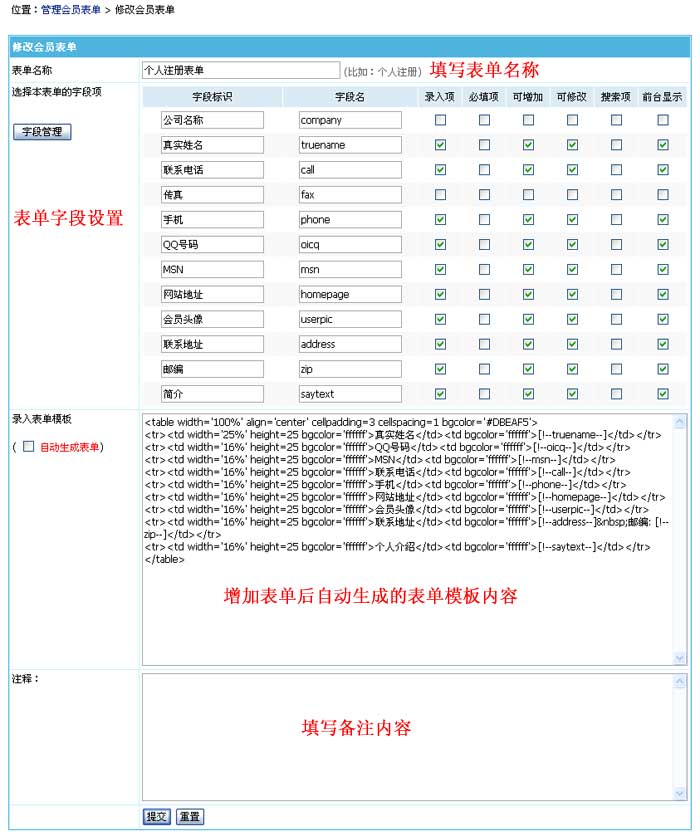 位置：管理会员表单 > 修改会员表单
修改会员表单
表单名称 个人注册表单 (比如：个人注册) 填写表单名称
选择本表单的字段项 字段标识 字段名 录入项 必填项 可增加 可修改 搜索项 前台显示
公司名称 company
字段管理
真实姓名 truename
联系电话 call
传真 fax
表单字段设置
手机 phone
QQ号码 oicq
MSN msn
网站地址 homepage
会员头像 userpic
联系地址 address
邮编 zip
简介 saytext
录入表单模板
( 自动生成表单)
<table width='100%' align='center' cellpadding=3 cellspacing=1 bgcolor='#DBEAF5'>
<tr><td width='25%' height=25 bgcolor='ffffff'>真实姓名</td><td bgcolor='ffffff'>[!--truename--]</td></tr>
<tr><td width='16%' height=25 bgcolor='ffffff'>QQ号码</td><td bgcolor='ffffff'>[!--oicq--]</td></tr>
<tr><td width='16%' height=25 bgcolor='ffffff'>MSN</td><td bgcolor='ffffff'>[!--msn--]</td></tr>
<tr><td width='16%' height=25 bgcolor='ffffff'>联系电话</td><td bgcolor='ffffff'>[!--call--]</td></tr>
<tr><td width='16%' height=25 bgcolor='ffffff'>手机</td><td bgcolor='ffffff'>[!--phone--]</td></tr>
<tr><td width='16%' height=25 bgcolor='ffffff'>网站地址</td><td bgcolor='ffffff'>[!--homepage--]</td></tr>
<tr><td width='16%' height=25 bgcolor='ffffff'>会员头像</td><td bgcolor='ffffff'>[!--userpic--]</td></tr>
<tr><td width='16%' height=25 bgcolor='ffffff'>联系地址</td><td bgcolor='ffffff'>[!--address--]&nbsp;邮编: [!--
zip--]</td></tr>
<tr><td width='16%' height=25 bgcolor='ffffff'>个人介绍</td><td bgcolor='ffffff'>[!--saytext--]</td></tr>
</table>
增加表单后自动生成的表单模板内容
注释：
填写备注内容
提交 重置